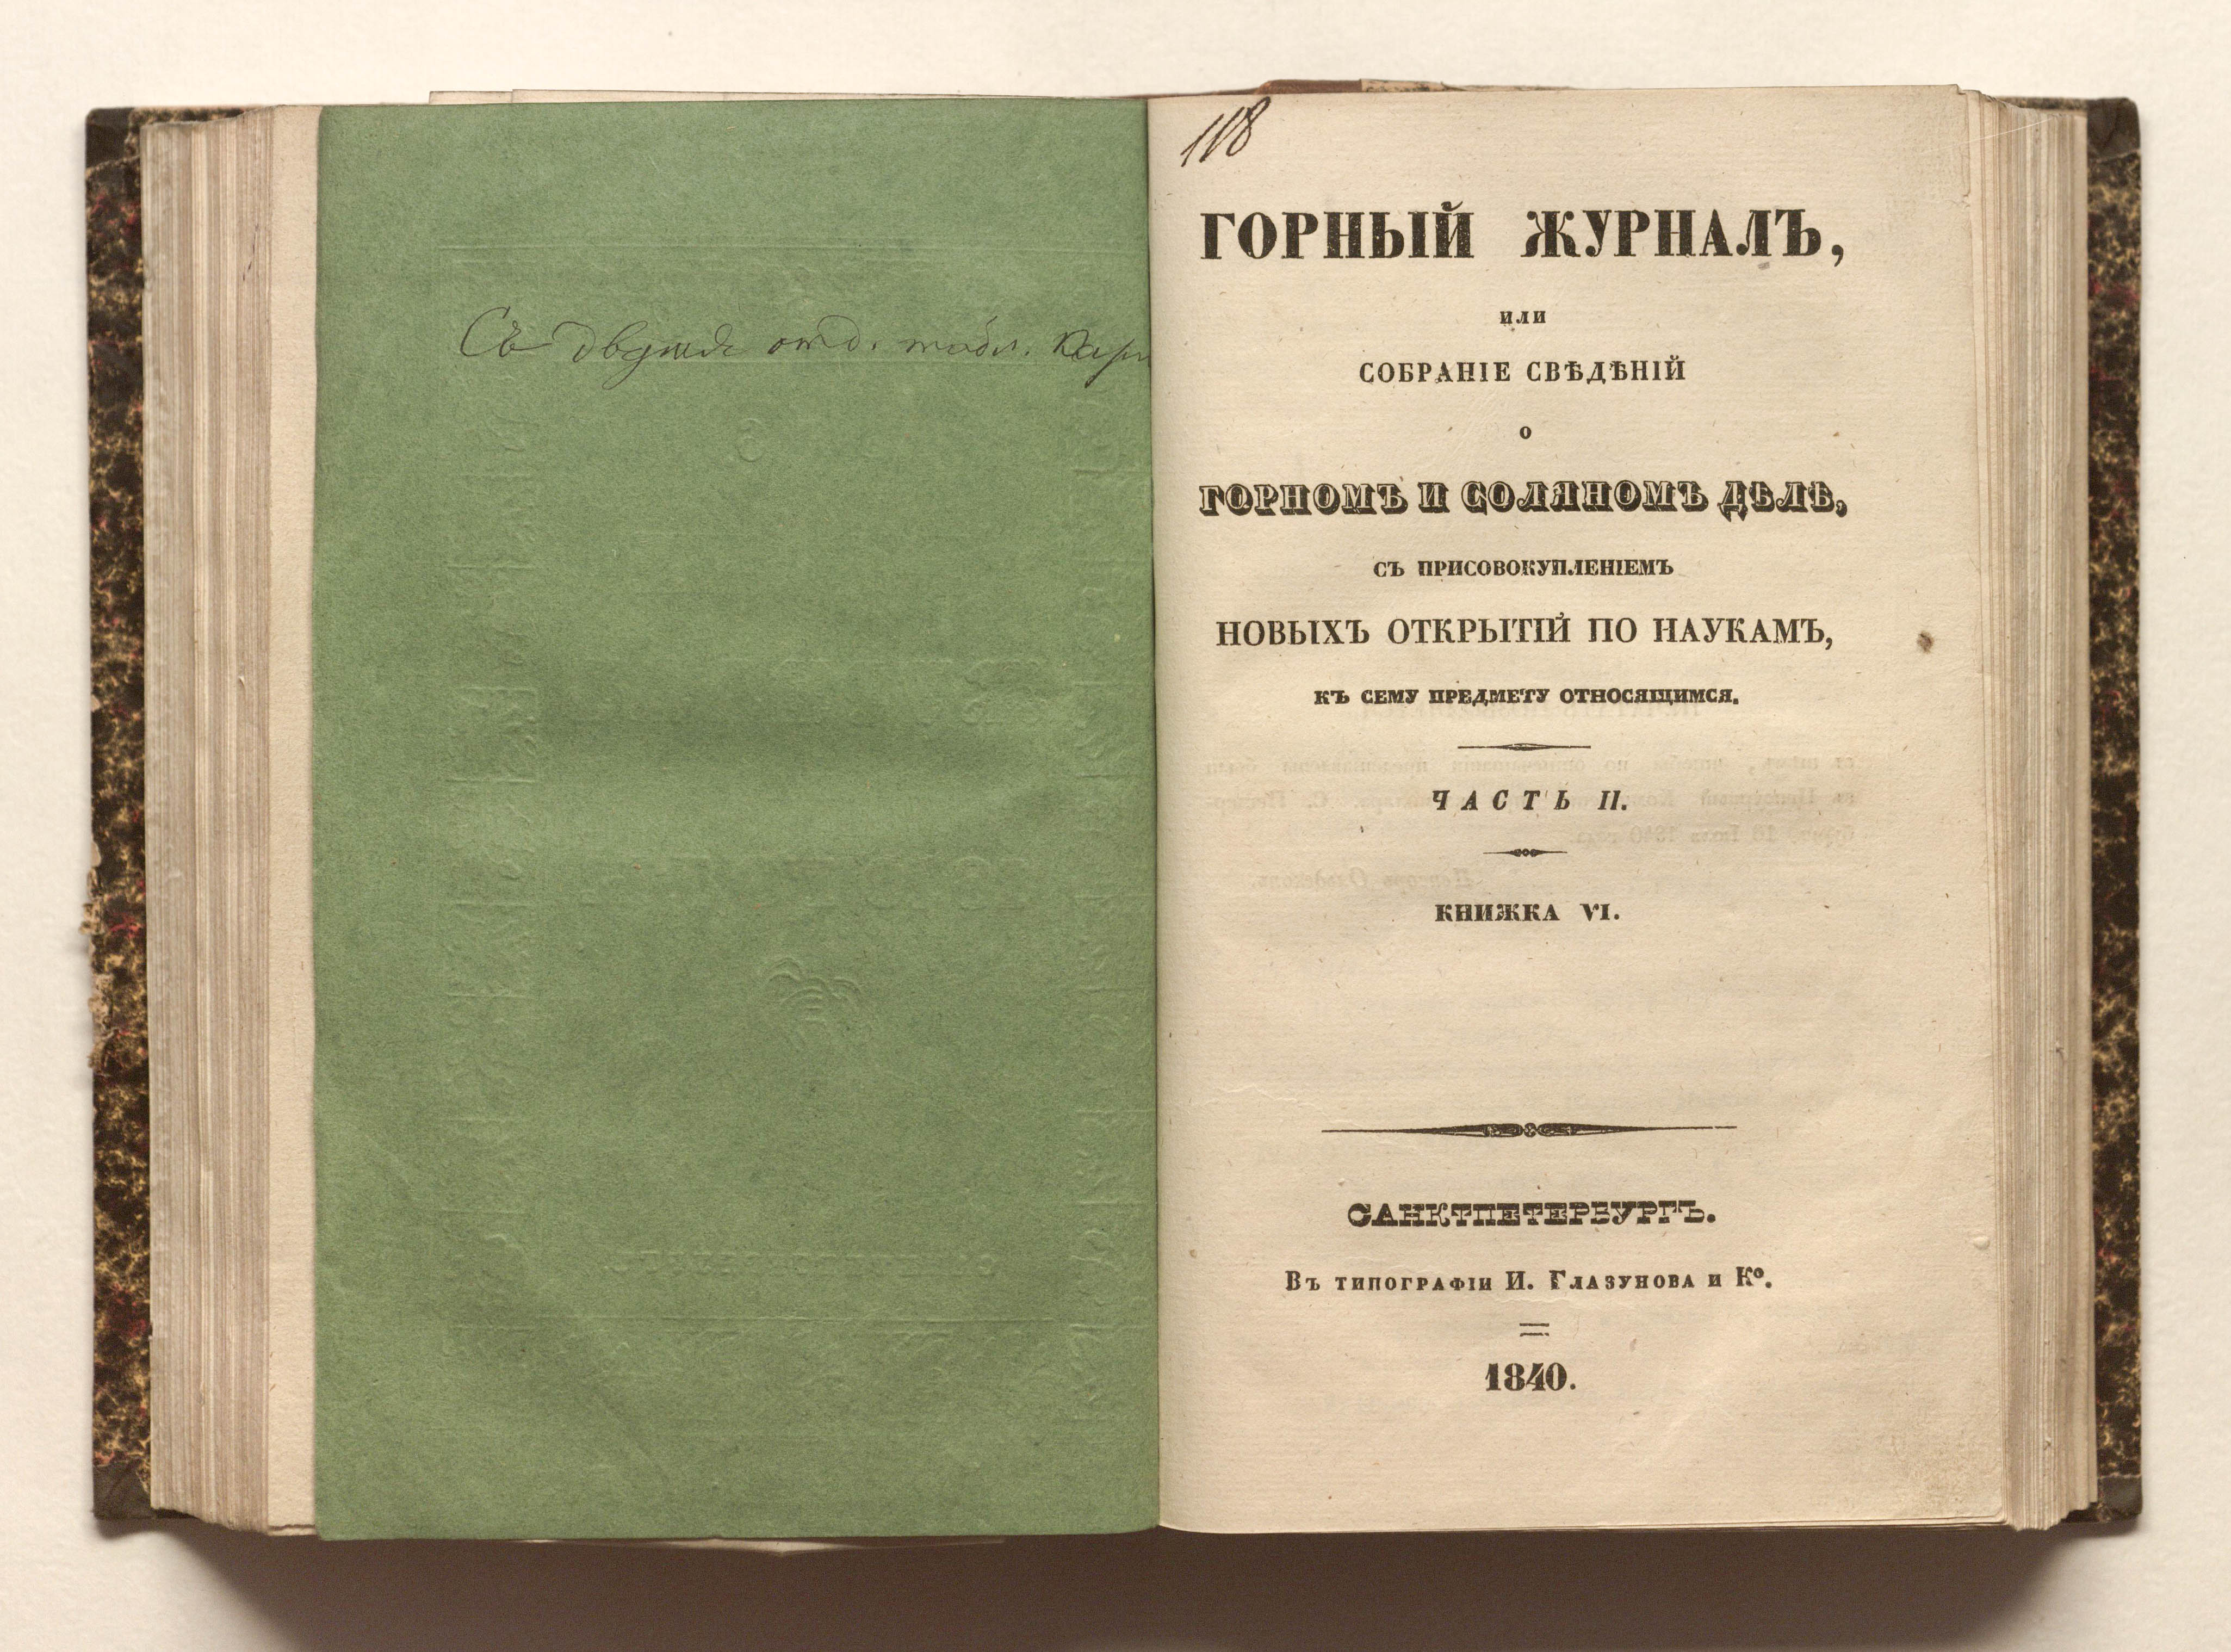 Съ двумя отд. табл. кар
118
ГОРНЫЙ ЖУРНАЛЪ,
или
СОБРАНІЕ СВѢДѢНІЙ
о
ГОРНОМЪ И СОЛЯНОМЪ ДѢЛѢ,
СЪ ПРИСОВОКУПЛЕНІЕМЪ
НОВЫХЪ ОТКРЫТІЙ ПО НАУКАМЪ,
КЪ СЕМУ ПРЕДМЕТУ ОТНОСЯЩИМСЯ.
ЧАСТЬ II.
КНИЖКА VI.
САНКТПЕТЕРБУРГЪ.
Въ типографіи И. Глазунова и Ко.
1840.